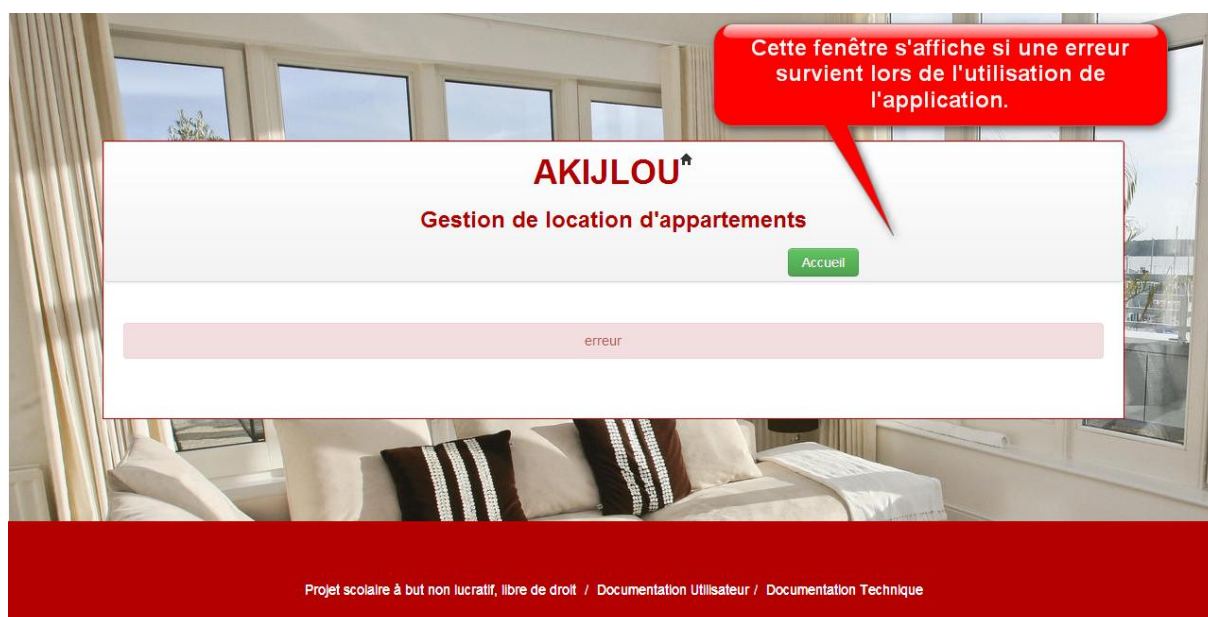 Cette fenêtre s'affiche si une erreur
survient lors de l'utilisation de
l'application.
AKIJLOU
Gestion de location d'appartements
Accueil
erreur
Projet scolaire à but non lucratif, libre de droit / Documentation Utilisateur / Documentation Technique